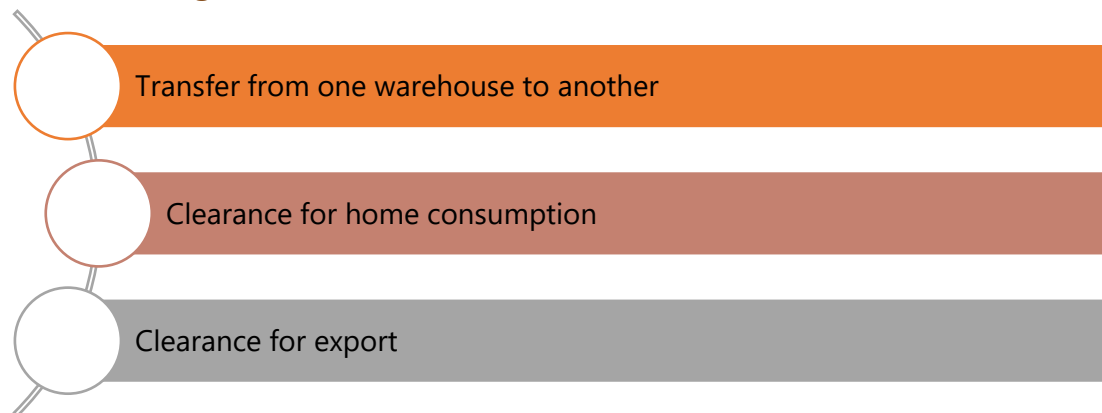 Transfer from one warehouse to another
Clearance for home consumption
Clearance for export